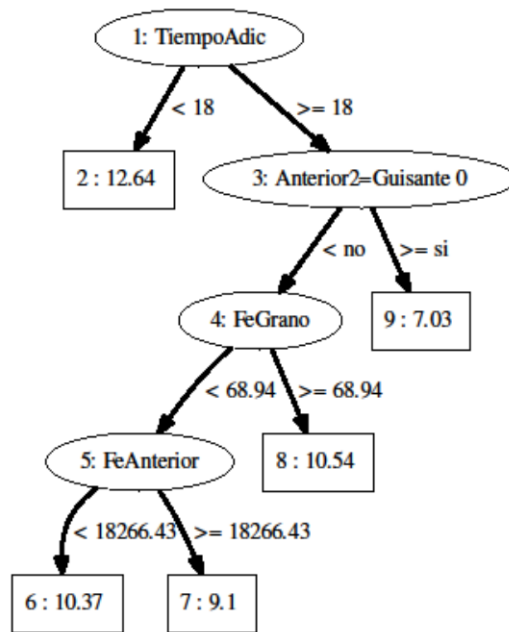 1: TiempoAdic
< 18
>= 18
2 : 12.64
3: Anterior2=Guisante 0
< no
>= si
4: FeGrano
9 : 7.03
< 68.94
>= 68.94
5: FeAnterior
8 : 10.54
< 18266.43
>= 18266.43
6 : 10.37
7 : 9.1